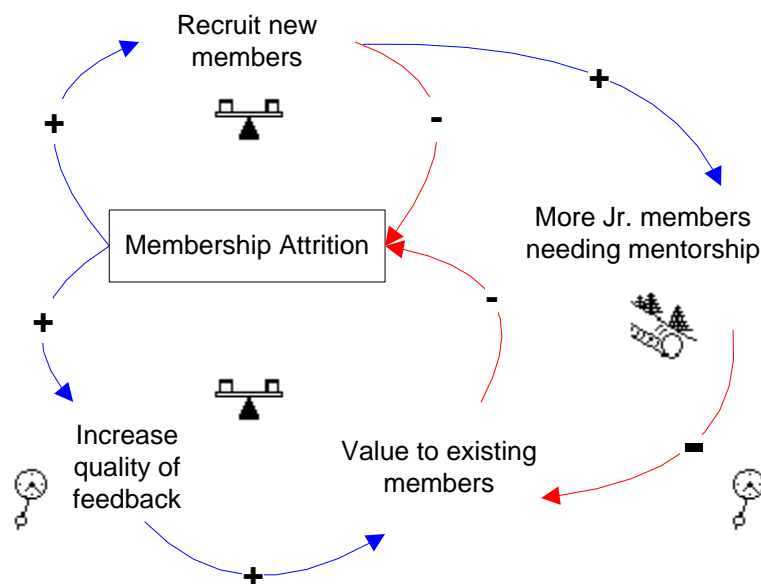 Recruit new
members
+
+
-
Membership Attrition
More Jr. members
needing mentorship
+
-
Increase
quality of
feedback
Value to existing
members
-
+